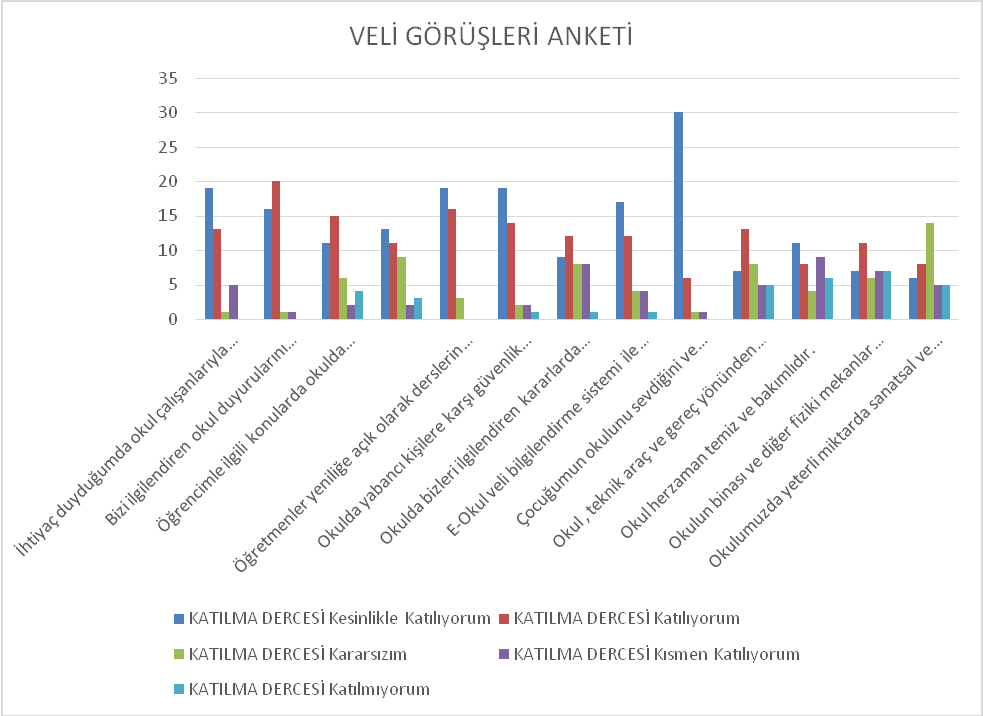 VELİ GÖRÜŞLERİ ANKETİ
35
30
25
20
15
10
5
0
İhtiyaç duyduğumda okul çalışanlarıyla…
Bizi ilgilendiren okul duyurularını…
Öğrencimle ilgili konularda okulda…
Öğretmenler yeniliğe açık olarak derslerin…
Okulda yabancı kişilere karşı güvenlik…
Okulda bizleri ilgilendiren kararlarda…
E-Okul veli bilgilendirme sistemi ile…
Çocuğumun okulunu sevdiğini ve…
Okul, teknik araç ve gereç yönünden…
Okul herzaman temiz ve bakımlıdır.
Okulun binası ve diğer fiziki mekanlar…
Okulumuzda yeterli miktarda sanatsal ve…
KATILMA DERCESİ Kesinlikle Katılıyorum
KATILMA DERCESİ Katılıyorum
KATILMA DERCESİ Kararsızım
KATILMA DERCESİ Kısmen Katılıyorum
KATILMA DERCESİ Katılmıyorum